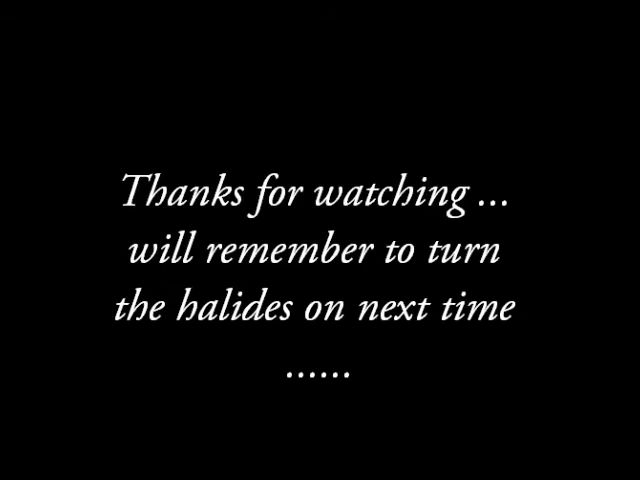 Thanks for watching ...
will remember to turn
the halides on next time
......